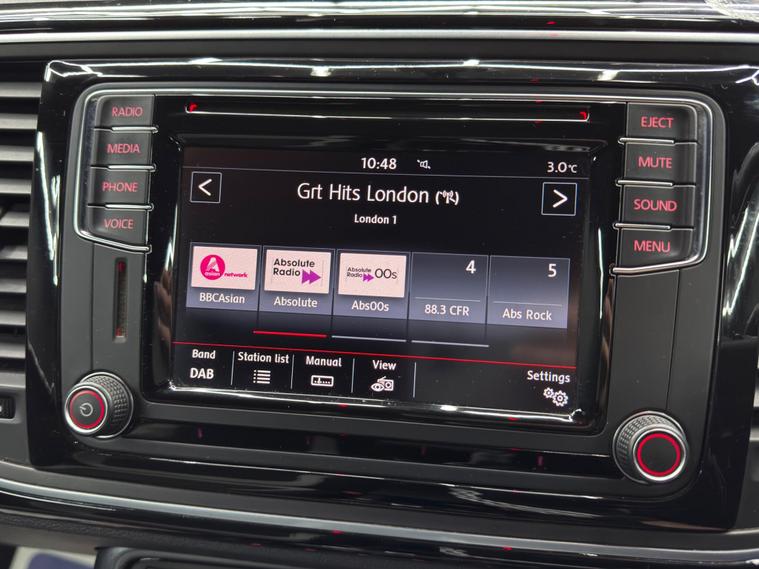 RADIO
MEDIA
PHONE
VOICE
10:48
3.0°C
Grt Hits London
London 1
A
asian network
BBCAsian
Absolute
Radio
Absolute
Absolute
Radio 00s
Abs00s
4
88.3 CFR
5
Abs Rock
Band
DAB
Station list
Manual
View
Settings
EJECT
MUTE
SOUND
MENU